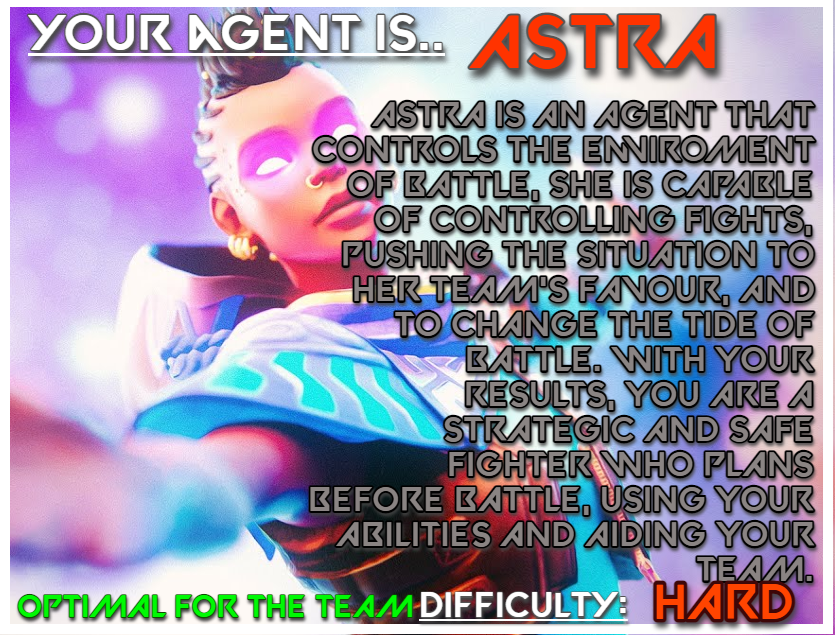 YOUR AGENT IS.. ASTRA
ASTRA IS AN AGENT THAT
CONTROLS THE ENVIROMENT
OF BATTLE, SHE IS CAPABLE
OF CONTROLLING FIGHTS,
PUSHING THE SITUATION TO
HER TEAM'S FAVOUR, AND
TO CHANGE THE TIDE OF
BATTLE. WITH YOUR
RESULTS, YOU ARE A
STRATEGIC AND SAFE
FIGHTER WHO PLANS
BEFORE BATTLE, USING YOUR
ABILITIES AND AIDING YOUR
TEAM.
OPTIMAL FOR THE TEAM DIFFICULTY: HARD